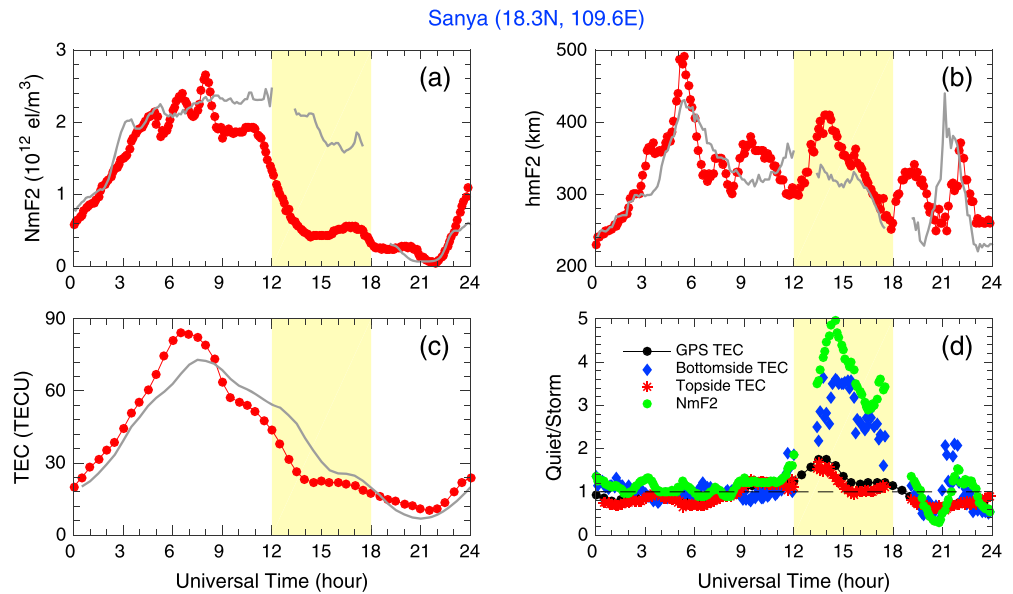 Sanya (18.3N, 109.6E)
3
2
1
0
NmF2 (10¹² el/m³)
(a)
0 3 6 9 12 15 18 21 24
500
400
300
200
hmF2 (km)
(b)
0 3 6 9 12 15 18 21 24
90
60
30
0
TEC (TECU)
(c)
0 3 6 9 12 15 18 21 24
Universal Time (hour)
5
4
3
2
1
0
Quiet/Storm
(d)
GPS TEC
Bottomside TEC
Topside TEC
NmF2
0 3 6 9 12 15 18 21 24
Universal Time (hour)